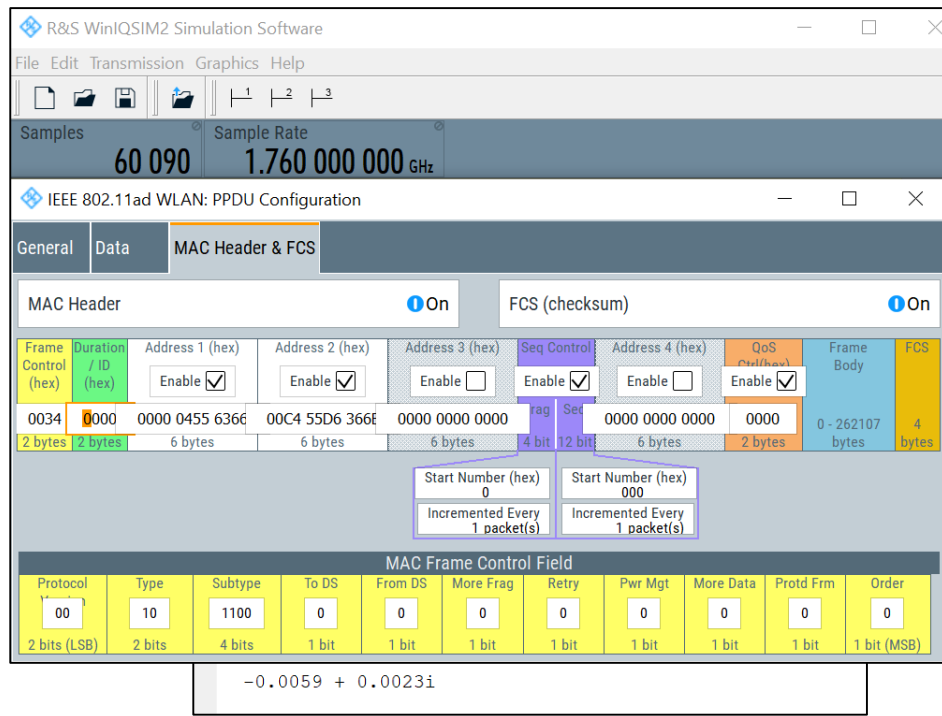 R&S WinIQSIM2 Simulation Software
File Edit Transmission Graphics Help
1 2 3
Samples Sample Rate
60 090 1.760 000 000 GHz
IEEE 802.11ad WLAN: PPDU Configuration
General Data MAC Header & FCS
MAC Header On FCS (checksum) On
Frame Duration Address 1 (hex) Address 2 (hex) Address 3 (hex) Seq Control Address 4 (hex) QoS Frame FCS
Control / ID Ctrl(hex) Body
(hex) (hex) Enable Enable Enable Enable Enable Enable
Frag Seq
0034 0000 0000 0455 6366 00C4 55D6 366E 0000 0000 0000 0000 0000 0000 0000 0 - 262107 4
2 bytes 2 bytes 6 bytes 6 bytes 6 bytes 4 bit 12 bit 6 bytes 2 bytes bytes bytes
Start Number (hex) Start Number (hex)
0 000
Incremented Every Incremented Every
1 packet(s) 1 packet(s)
MAC Frame Control Field
Protocol Type Subtype To DS From DS More Frag Retry Pwr Mgt More Data Protd Frm Order
00 10 1100 0 0 0 0 0 0 0 0
2 bits (LSB) 2 bits 4 bits 1 bit 1 bit 1 bit 1 bit 1 bit 1 bit 1 bit 1 bit (MSB)
-0.0059 + 0.0023i